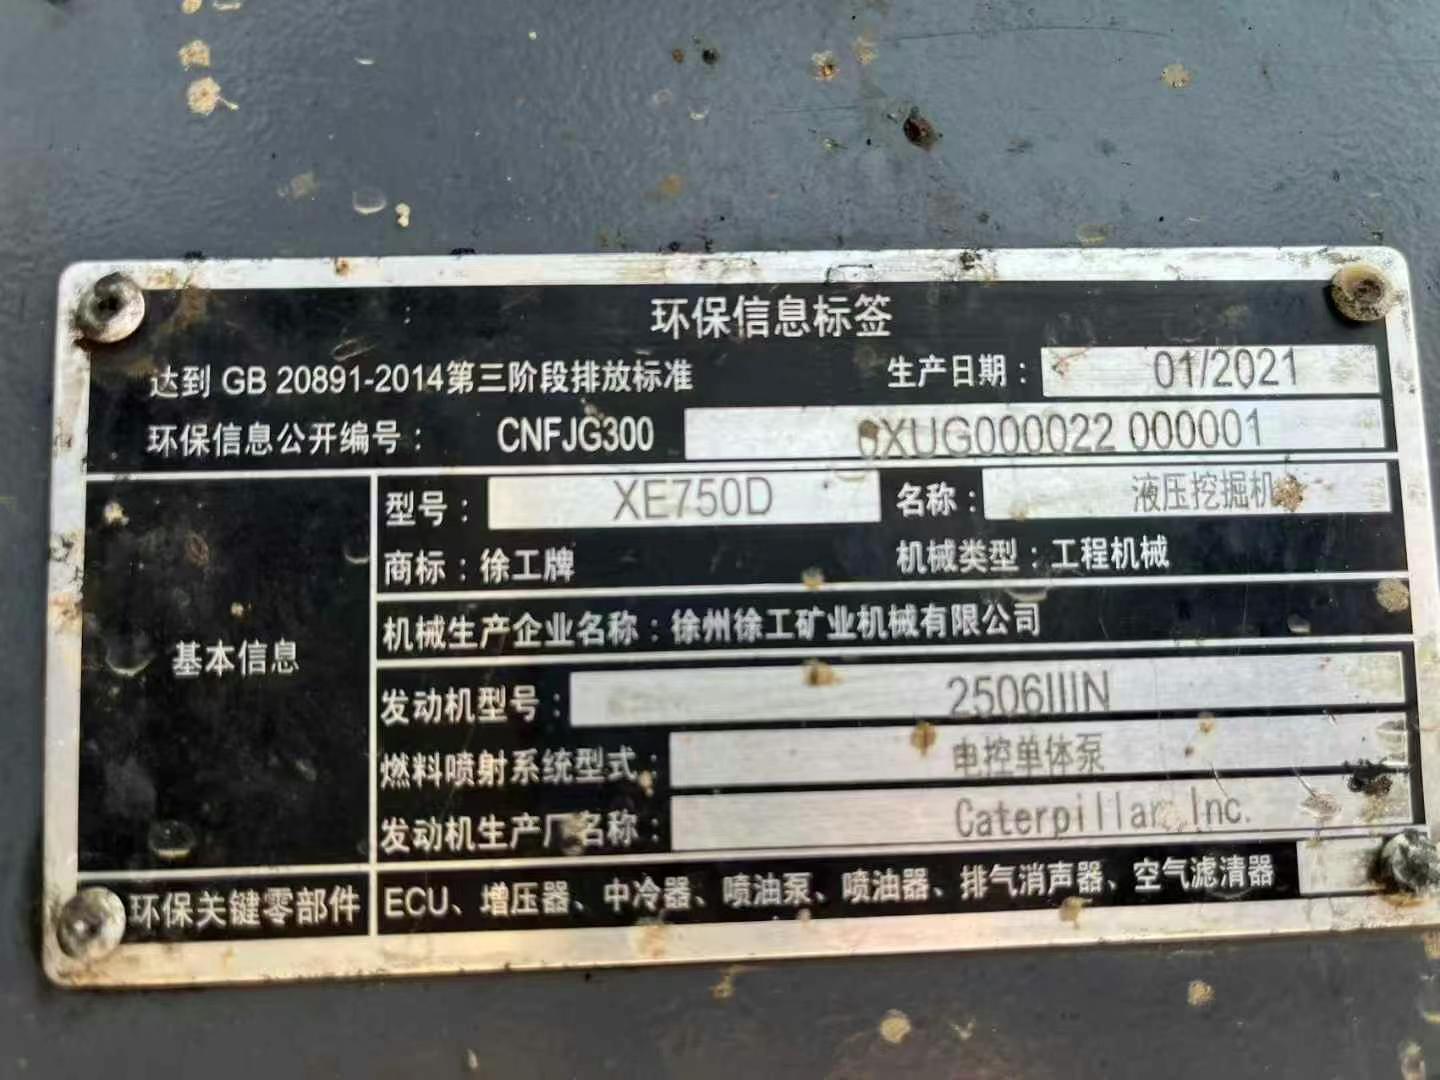 环保信息标签
达到 GB 20891-2014第三阶段排放标准 生产日期：01/2021
环保信息公开编号： CNFJG300 0XUG000022 000001
基本信息
型号：XE750D 名称：液压挖掘机
商标：徐工牌 机械类型：工程机械
机械生产企业名称：徐州徐工矿业机械有限公司
发动机型号：2506IIIN
燃料喷射系统型式：电控单体泵
发动机生产厂名称：Caterpillar Inc.
环保关键零部件 ECU、增压器、中冷器、喷油泵、喷油器、排气消声器、空气滤清器